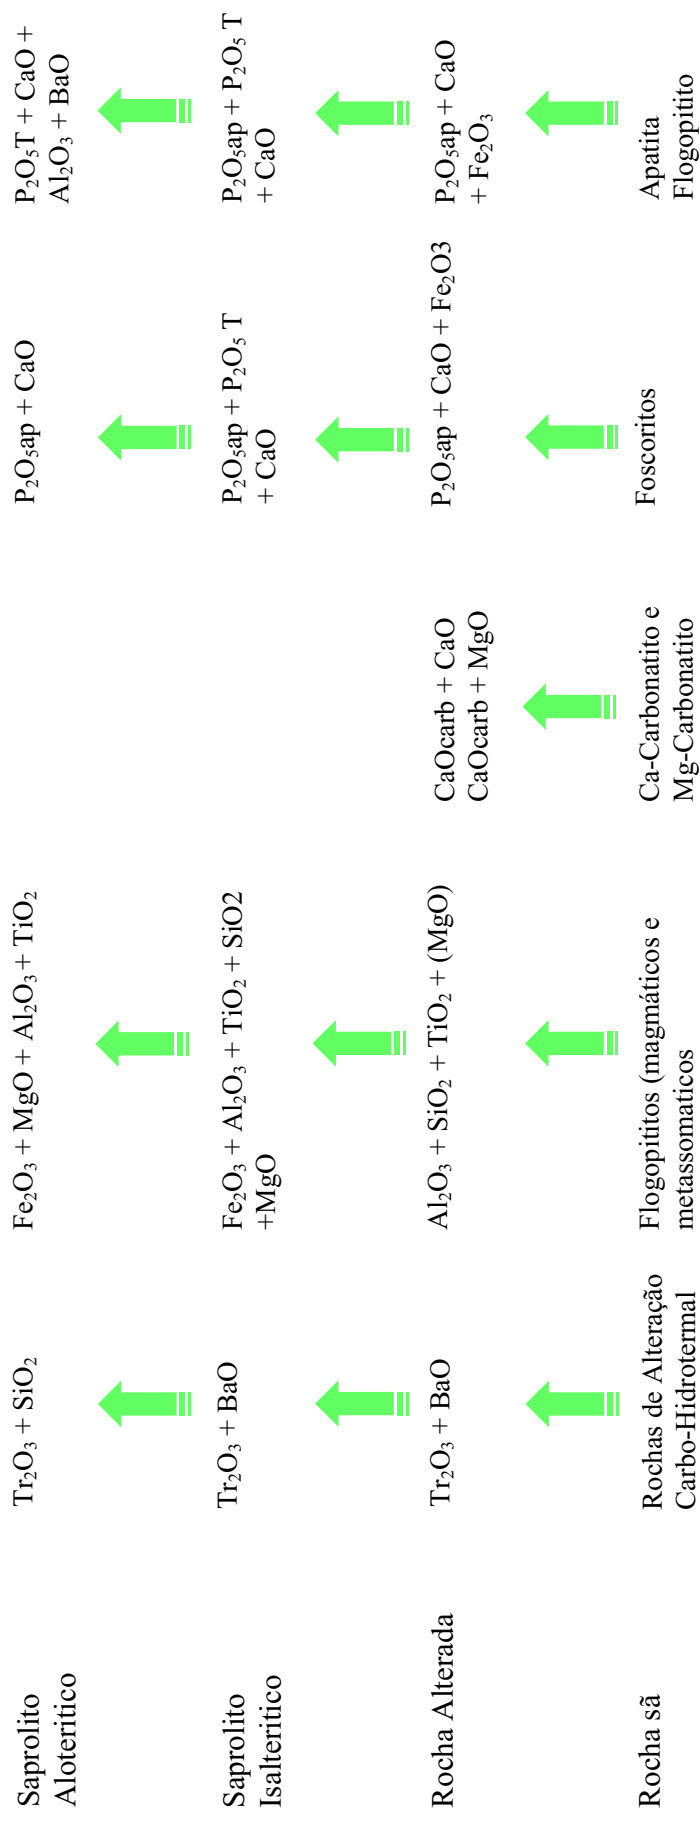 Saprolito
Aloteritico
Tr₂O₃ + SiO₂
Fe₂O₃ + MgO + Al₂O₃ + TiO₂
P₂O₅ap + CaO
P₂O₅T + CaO +
Al₂O₃ + BaO
Saprolito
Isalteritico
Tr₂O₃ + BaO
Fe₂O₃ + Al₂O₃ + TiO₂ + SiO2
+MgO
P₂O₅ap + P₂O₅ T
+ CaO
P₂O₅ap + P₂O₅ T
+ CaO
Rocha Alterada
Tr₂O₃ + BaO
Al₂O₃ + SiO₂ + TiO₂ + (MgO)
CaOcarb + CaO
CaOcarb + MgO
P₂O₅ap + CaO + Fe₂O3
P₂O₅ap + CaO
+ Fe₂O₃
Rocha sã
Rochas de Alteração
Carbo-Hidrotermal
Flogopititos (magmáticos e
metassomaticos
Ca-Carbonatito e
Mg-Carbonatito
Foscoritos
Apatita
Flogopitito